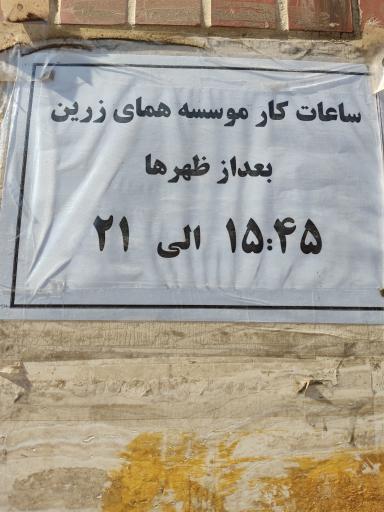 ساعات کار موسسه همای زرین
بعداز ظهرها
۱۵:۴۵ الی ۲۱